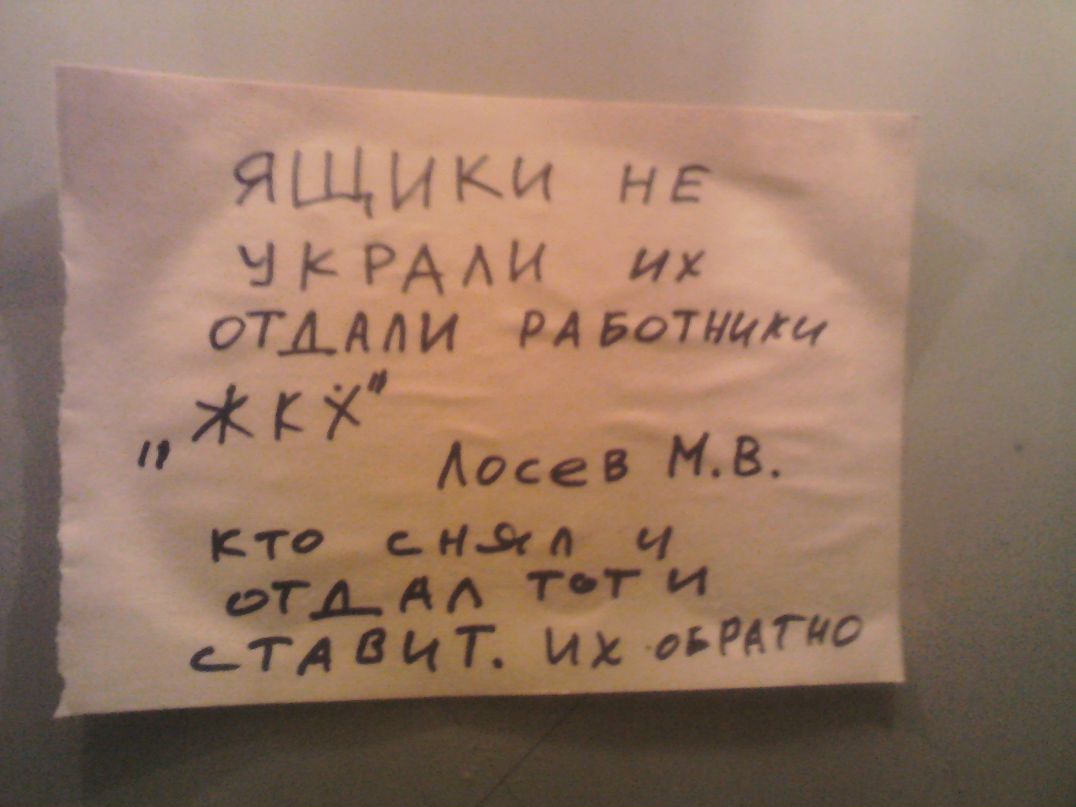 ЯЩИКИ НЕ
УКРАЛИ ИХ
ОТДАЛИ РАБОТНИКИ
„ЖКХ"
Лосев М.В.
КТО СНЯЛ И
ОТДАЛ ТОТ И
СТАВИТ. ИХ ОБРАТНО